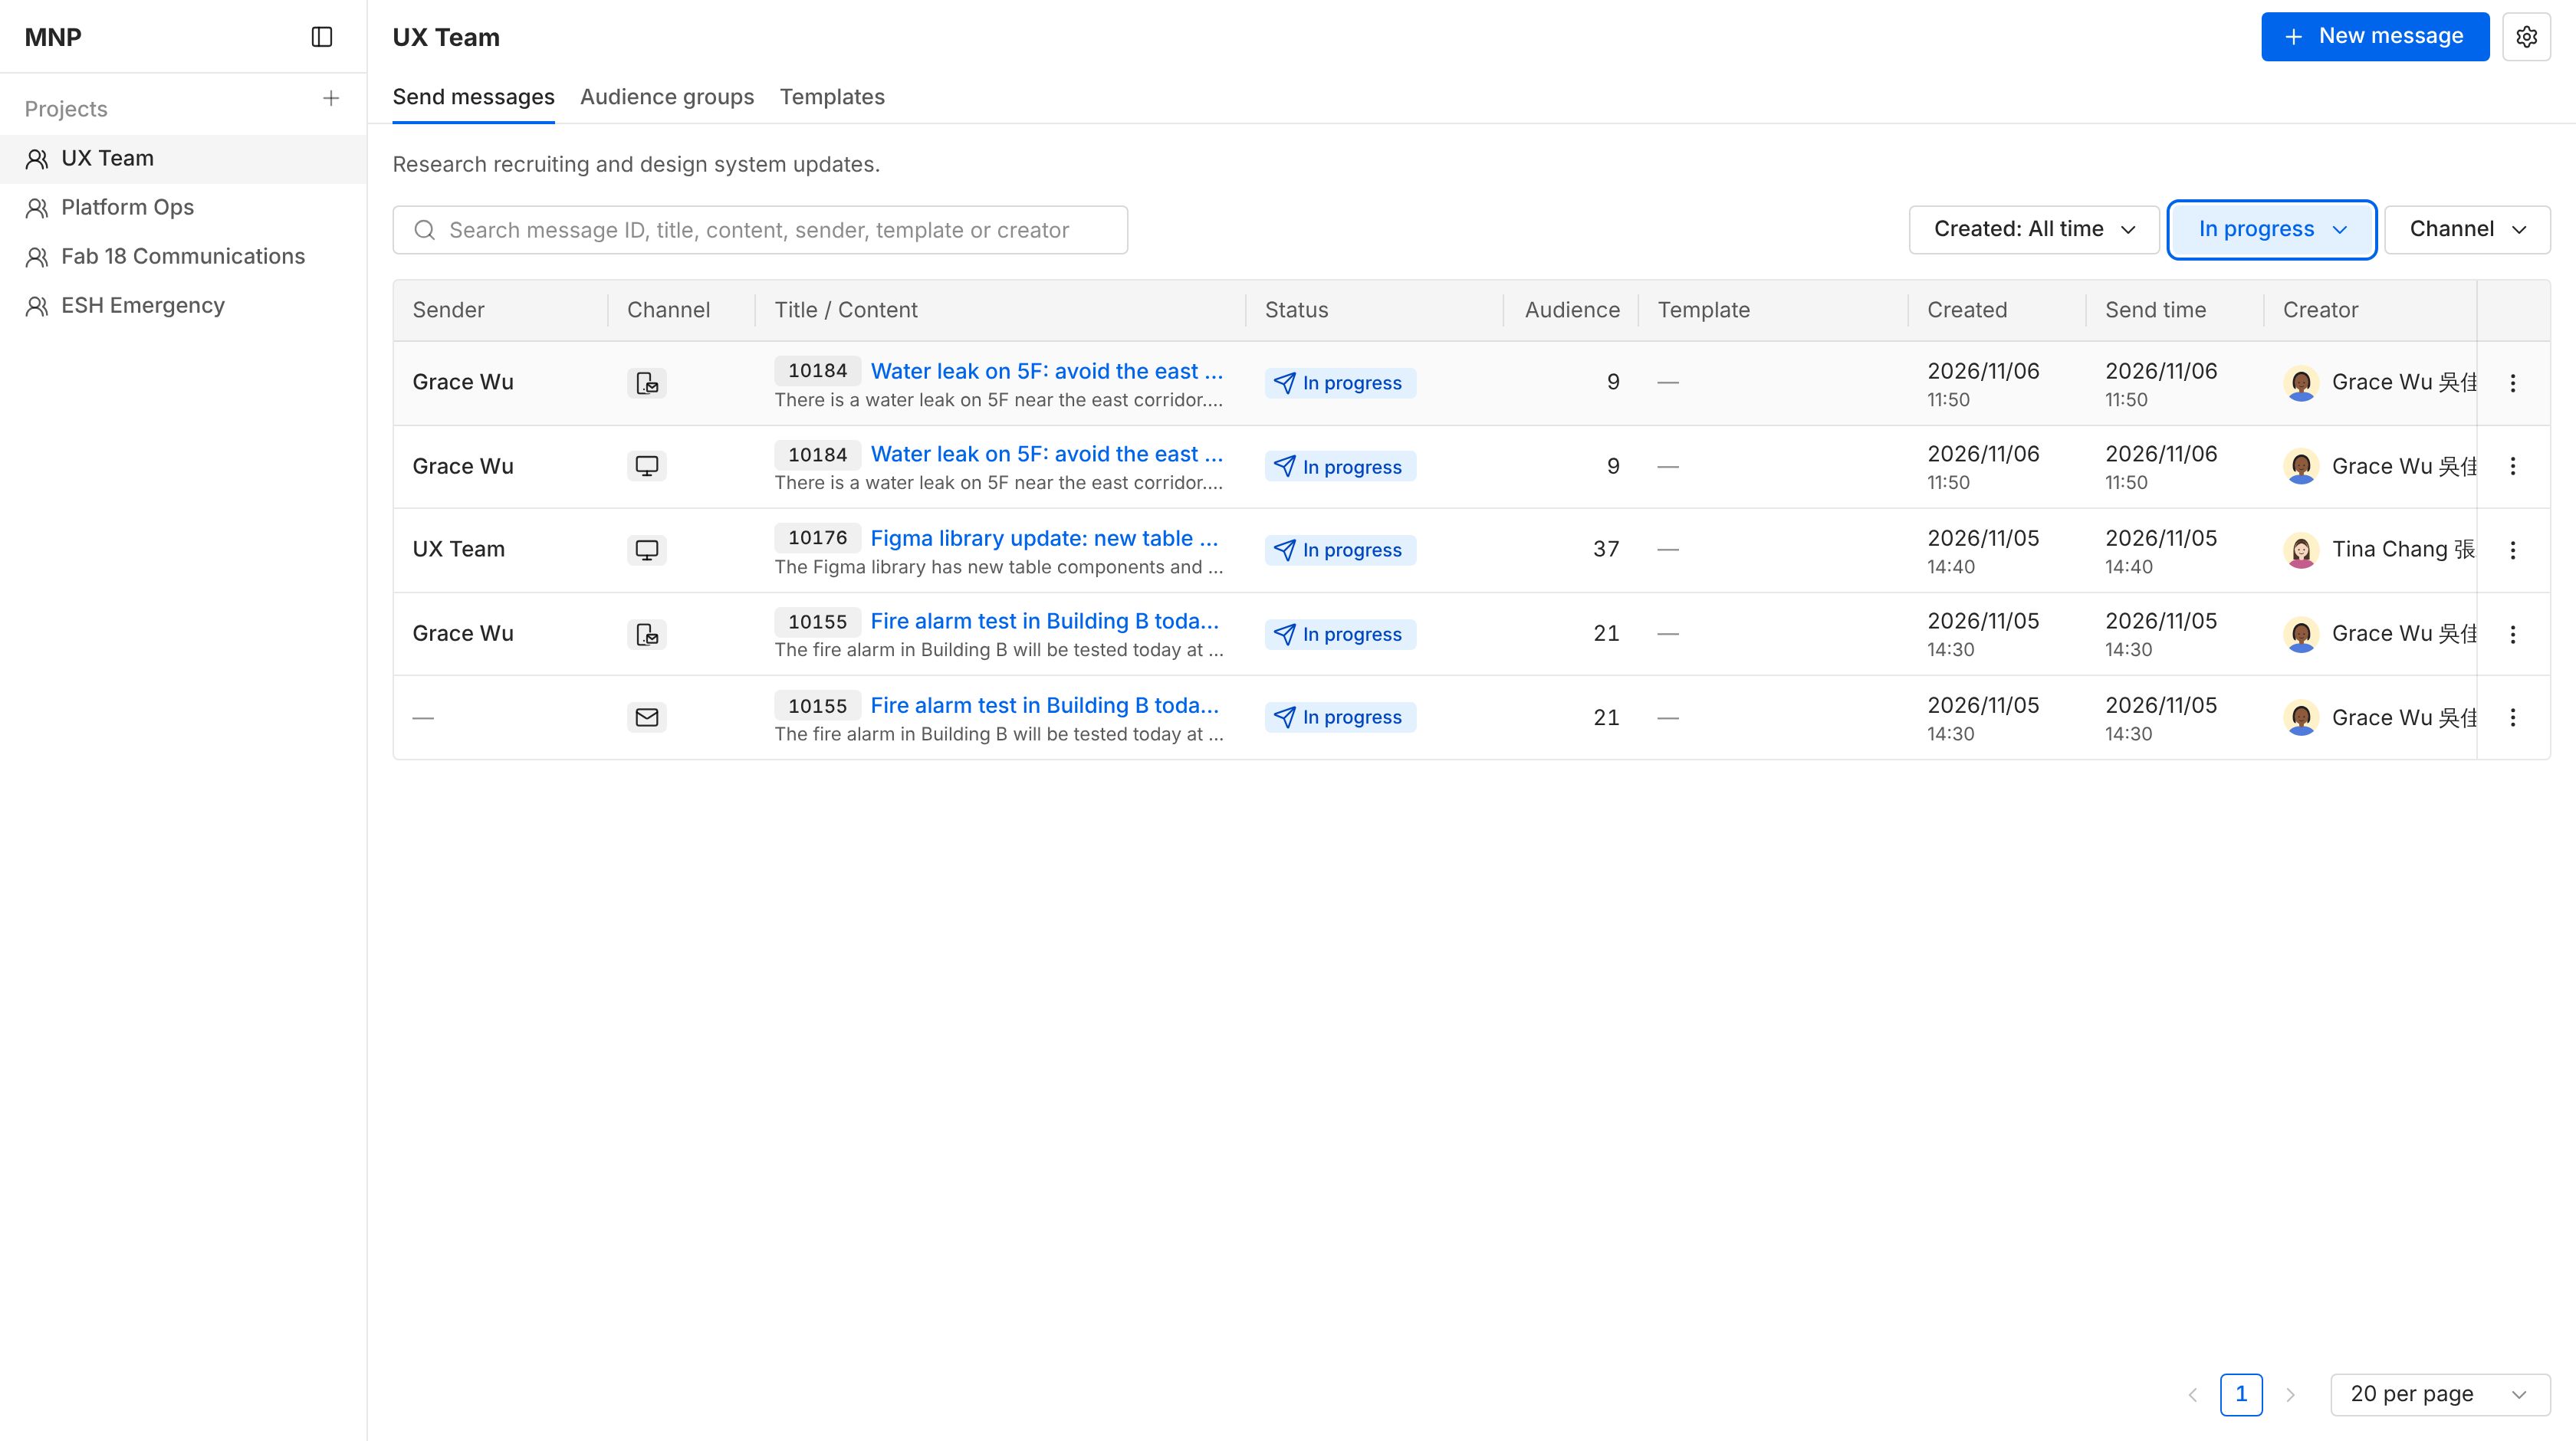 MNP
Projects
UX Team
Platform Ops
Fab 18 Communications
ESH Emergency
UX Team
New message
Send messages Audience groups Templates
Research recruiting and design system updates.
Search message ID, title, content, sender, template or creator
Created: All time In progress Channel
Sender Channel Title / Content Status Audience Template Created Send time Creator
Grace Wu 10184 Water leak on 5F: avoid the east ... In progress 9 — 2026/11/06 2026/11/06 Grace Wu 吳佳
There is a water leak on 5F near the east corridor.... 11:50 11:50
Grace Wu 10184 Water leak on 5F: avoid the east ... In progress 9 — 2026/11/06 2026/11/06 Grace Wu 吳佳
There is a water leak on 5F near the east corridor.... 11:50 11:50
UX Team 10176 Figma library update: new table ... In progress 37 — 2026/11/05 2026/11/05 Tina Chang 張
The Figma library has new table components and ... 14:40 14:40
Grace Wu 10155 Fire alarm test in Building B toda... In progress 21 — 2026/11/05 2026/11/05 Grace Wu 吳佳
The fire alarm in Building B will be tested today at ... 14:30 14:30
— 10155 Fire alarm test in Building B toda... In progress 21 — 2026/11/05 2026/11/05 Grace Wu 吳佳
The fire alarm in Building B will be tested today at ... 14:30 14:30
1 20 per page